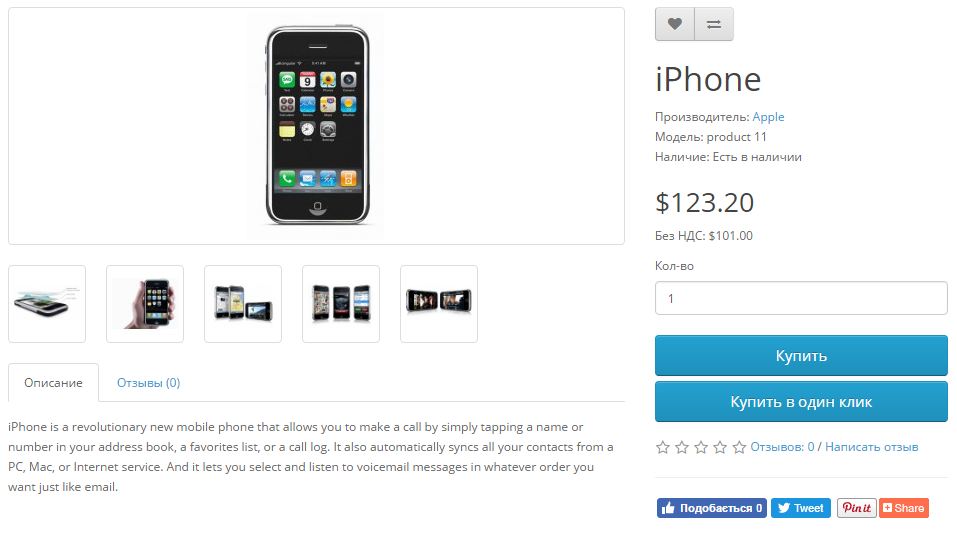 iPhone
Производитель: Apple
Модель: product 11
Наличие: Есть в наличии
$123.20
Без НДС: $101.00
Кол-во
1
Купить
Купить в один клик
Отзывов: 0 / Написать отзыв
Подобається 0
Tweet
Pin it
Share
Описание
Отзывы (0)
iPhone is a revolutionary new mobile phone that allows you to make a call by simply tapping a name or
number in your address book, a favorites list, or a call log. It also automatically syncs all your contacts from a
PC, Mac, or Internet service. And it lets you select and listen to voicemail messages in whatever order you
want just like email.